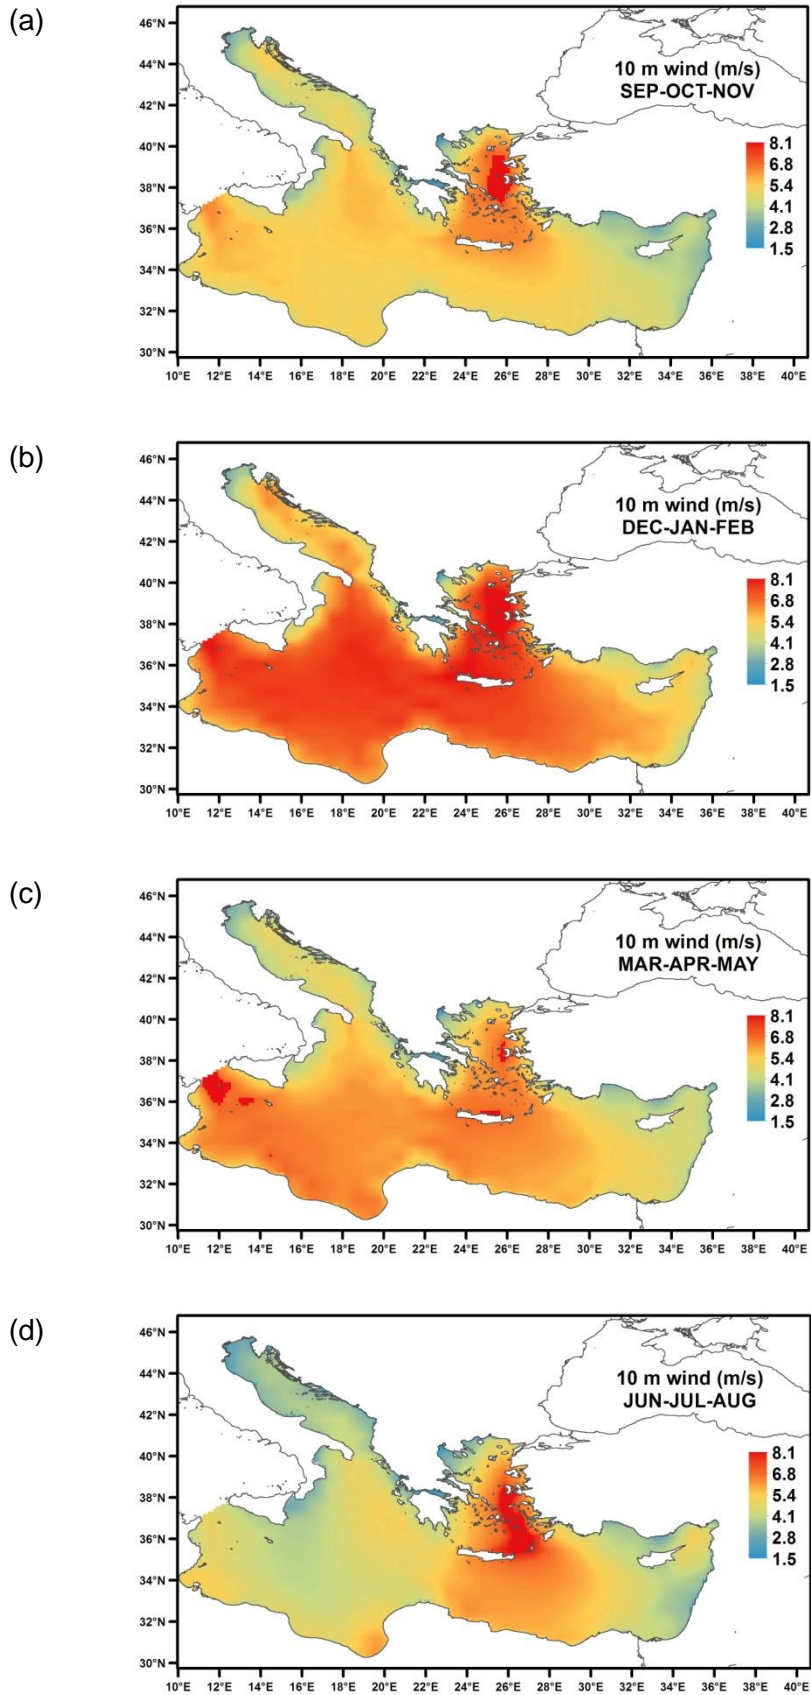 (a)
46°N
44°N
42°N
40°N
38°N
36°N
34°N
32°N
30°N
10 m wind (m/s)
SEP-OCT-NOV
8.1
6.8
5.4
4.1
2.8
1.5
10°E 12°E 14°E 16°E 18°E 20°E 22°E 24°E 26°E 28°E 30°E 32°E 34°E 36°E 38°E 40°E
(b)
46°N
44°N
42°N
40°N
38°N
36°N
34°N
32°N
30°N
10 m wind (m/s)
DEC-JAN-FEB
8.1
6.8
5.4
4.1
2.8
1.5
10°E 12°E 14°E 16°E 18°E 20°E 22°E 24°E 26°E 28°E 30°E 32°E 34°E 36°E 38°E 40°E
(c)
46°N
44°N
42°N
40°N
38°N
36°N
34°N
32°N
30°N
10 m wind (m/s)
MAR-APR-MAY
8.1
6.8
5.4
4.1
2.8
1.5
10°E 12°E 14°E 16°E 18°E 20°E 22°E 24°E 26°E 28°E 30°E 32°E 34°E 36°E 38°E 40°E
(d)
46°N
44°N
42°N
40°N
38°N
36°N
34°N
32°N
30°N
10 m wind (m/s)
JUN-JUL-AUG
8.1
6.8
5.4
4.1
2.8
1.5
10°E 12°E 14°E 16°E 18°E 20°E 22°E 24°E 26°E 28°E 30°E 32°E 34°E 36°E 38°E 40°E